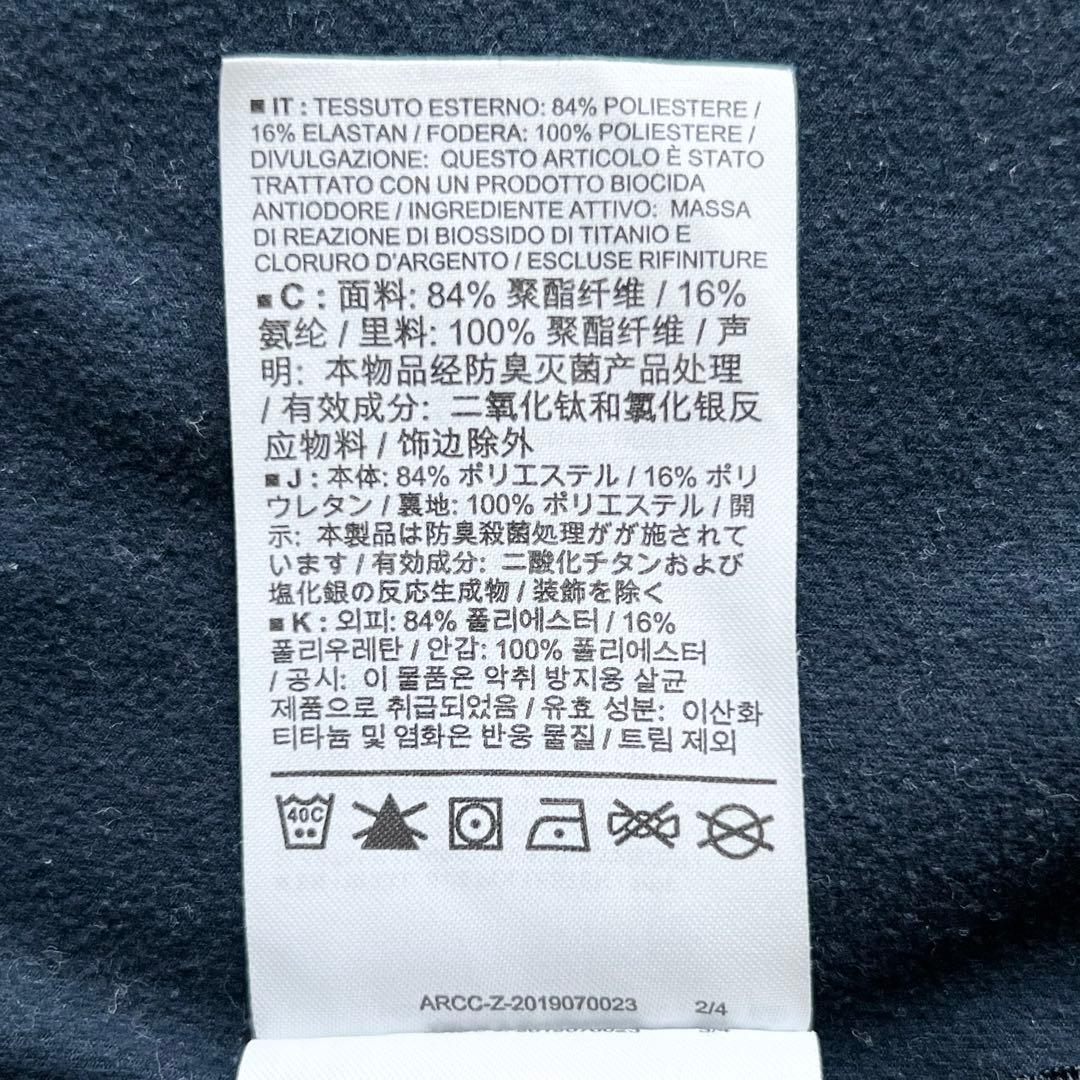 ■ IT : TESSUTO ESTERNO: 84% POLIESTERE /
16% ELASTAN / FODERA: 100% POLIESTERE /
DIVULGAZIONE: QUESTO ARTICOLO È STATO
TRATTATO CON UN PRODOTTO BIOCIDA
ANTIODORE / INGREDIENTE ATTIVO: MASSA
DI REAZIONE DI BIOSSIDO DI TITANIO E
CLORURO D'ARGENTO / ESCLUSE RIFINITURE
■ C : 面料: 84% 聚酯纤维 / 16%
氨纶 / 里料: 100% 聚酯纤维 / 声
明: 本物品经防臭灭菌产品处理
/ 有效成分: 二氧化钛和氯化银反
应物料 / 饰边除外
■ J : 本体: 84% ポリエステル / 16% ポリ
ウレタン / 裏地: 100% ポリエステル / 開
示: 本製品は防臭殺菌処理がが施されて
います / 有効成分: 二酸化チタンおよび
塩化銀の反応生成物 / 装飾を除く
■ K : 외피: 84% 폴리에스터 / 16%
폴리우레탄 / 안감: 100% 폴리에스터
/ 공시: 이 물품은 악취 방지용 살균
제품으로 취급되었음 / 유효 성분: 이산화
티타늄 및 염화은 반응 물질 / 트림 제외
40C
ARCC-Z-2019070023 2/4